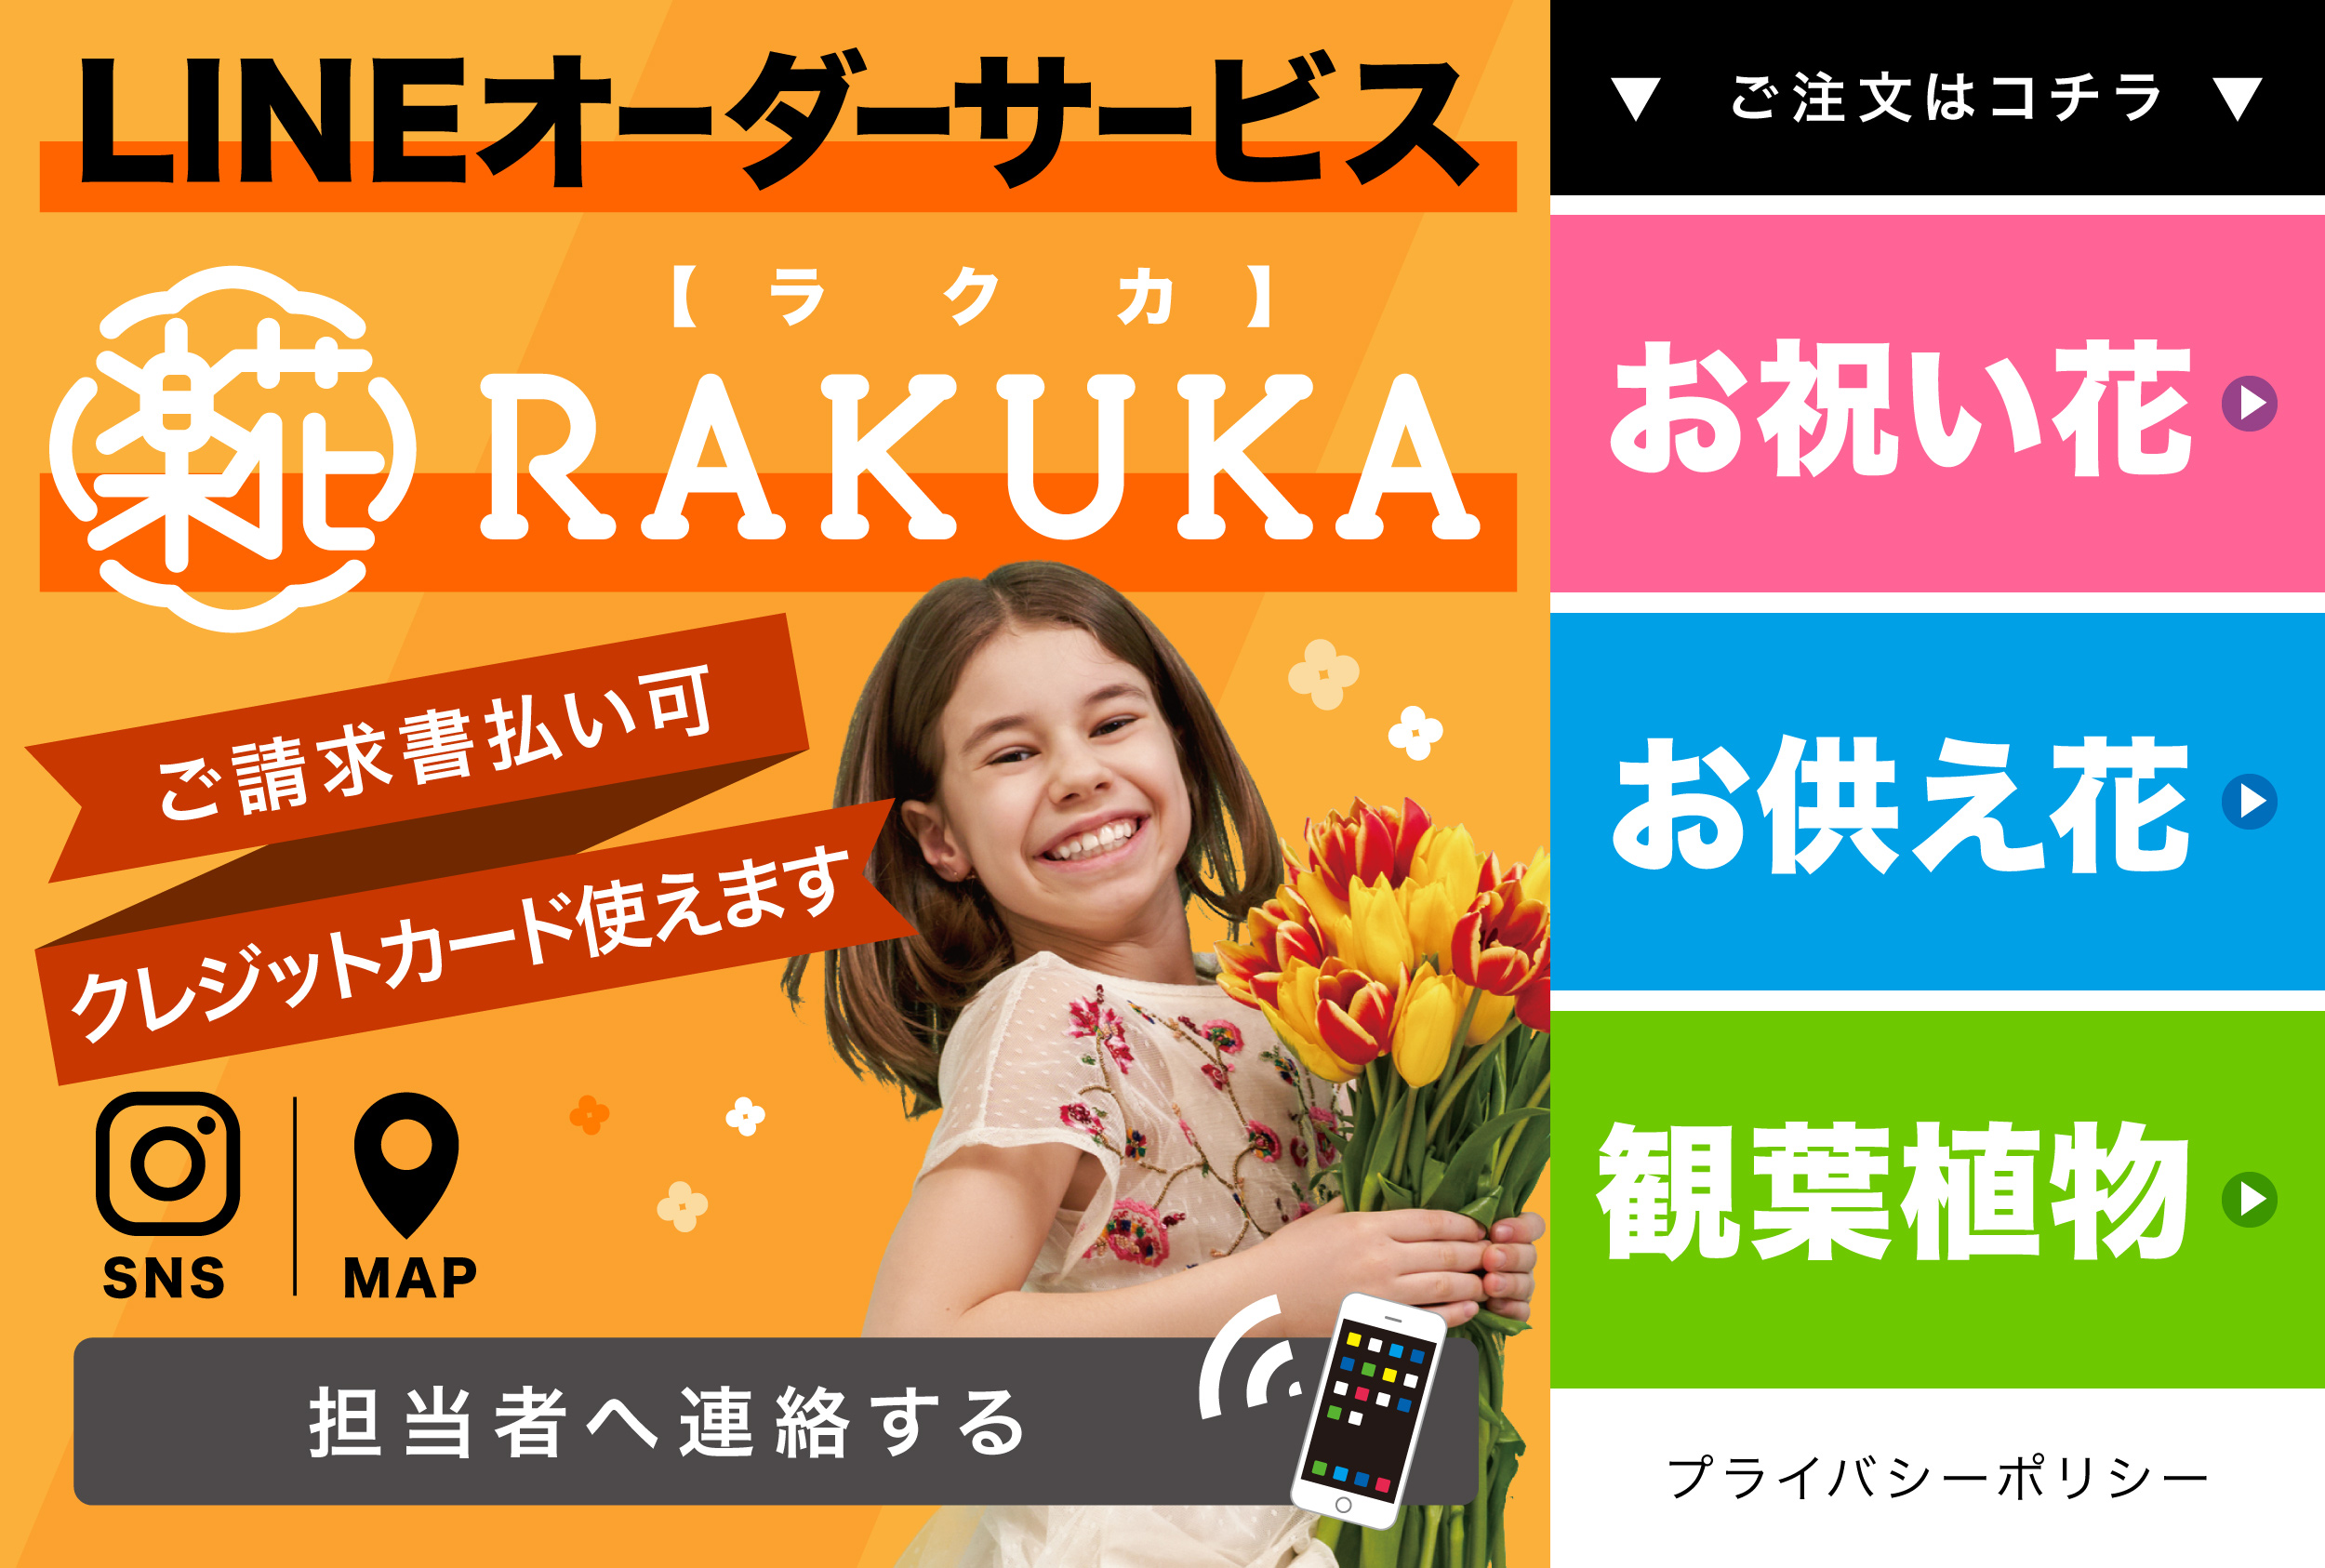 LINEオーダーサービス
【ラクカ】
楽花
RAKUKA
ご請求書払い可
クレジットカード使えます
SNS
MAP
担当者へ連絡する
▼ ご注文はコチラ ▼
お祝い花
お供え花
観葉植物
プライバシーポリシー